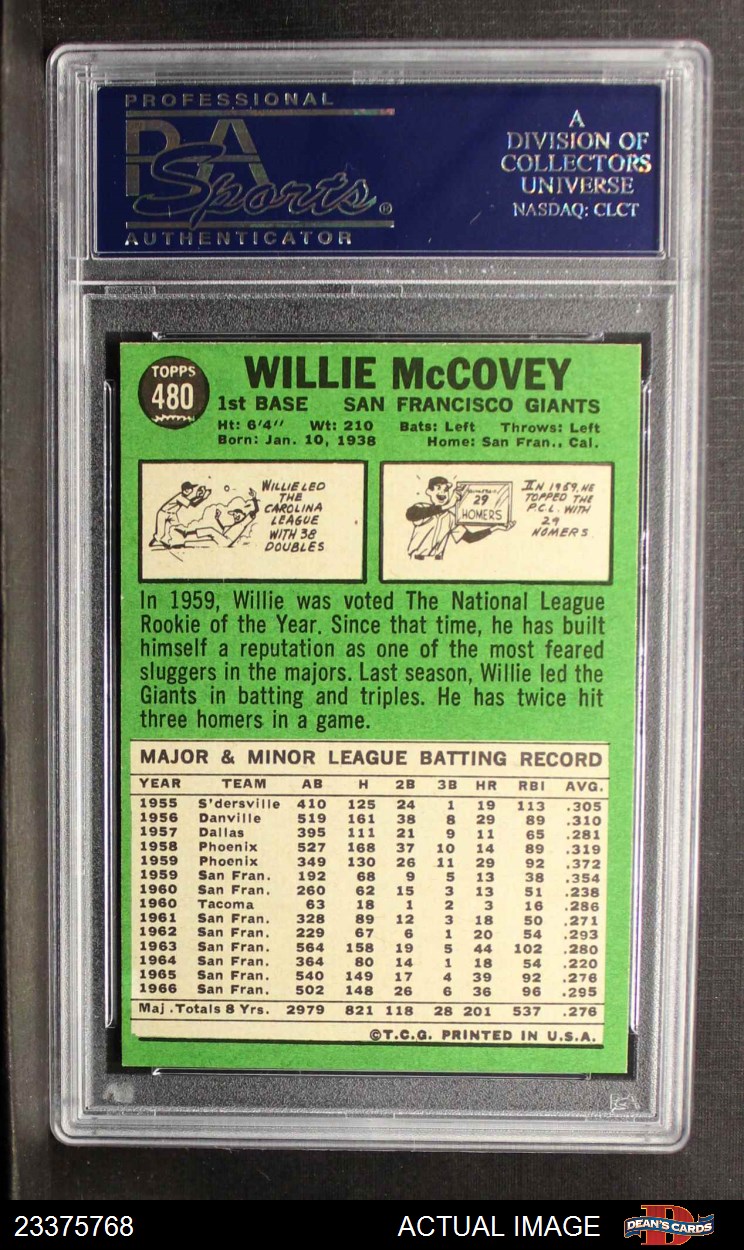 PROFESSIONAL
PSA
Sports®
AUTHENTICATOR
A
DIVISION OF
COLLECTORS
UNIVERSE
NASDAQ: CLCT
TOPPS
480
WILLIE McCOVEY
1st BASE SAN FRANCISCO GIANTS
Ht: 6'4" Wt: 210 Bats: Left Throws: Left
Born: Jan. 10, 1938 Home: San Fran., Cal.
WILLIE LED
THE
CAROLINA
LEAGUE
WITH 38
DOUBLES
29
HOMERS
IN 1959, HE
TOPPED THE
P.C.L. WITH
29
HOMERS.
In 1959, Willie was voted The National League
Rookie of the Year. Since that time, he has built
himself a reputation as one of the most feared
sluggers in the majors. Last season, Willie led the
Giants in batting and triples. He has twice hit
three homers in a game.
MAJOR & MINOR LEAGUE BATTING RECORD
YEAR TEAM AB H 2B 3B HR RBI AVG.
1955 S'dersville 410 125 24 1 19 113 .305
1956 Danville 519 161 38 8 29 89 .310
1957 Dallas 395 111 21 9 11 65 .281
1958 Phoenix 527 168 37 10 14 89 .319
1959 Phoenix 349 130 26 11 29 92 .372
1959 San Fran. 192 68 9 5 13 38 .354
1960 San Fran. 260 62 15 3 13 51 .238
1960 Tacoma 63 18 1 2 3 16 .286
1961 San Fran. 328 89 12 3 18 50 .271
1962 San Fran. 229 67 6 1 20 54 .293
1963 San Fran. 564 158 19 5 44 102 .280
1964 San Fran. 364 80 14 1 18 54 .220
1965 San Fran. 540 149 17 4 39 92 .276
1966 San Fran. 502 148 26 6 36 96 .295
Maj. Totals 8 Yrs. 2979 821 118 28 201 537 .276
©T.C.G. PRINTED IN U.S.A.
23375768 ACTUAL IMAGE DEAN'S CARDS